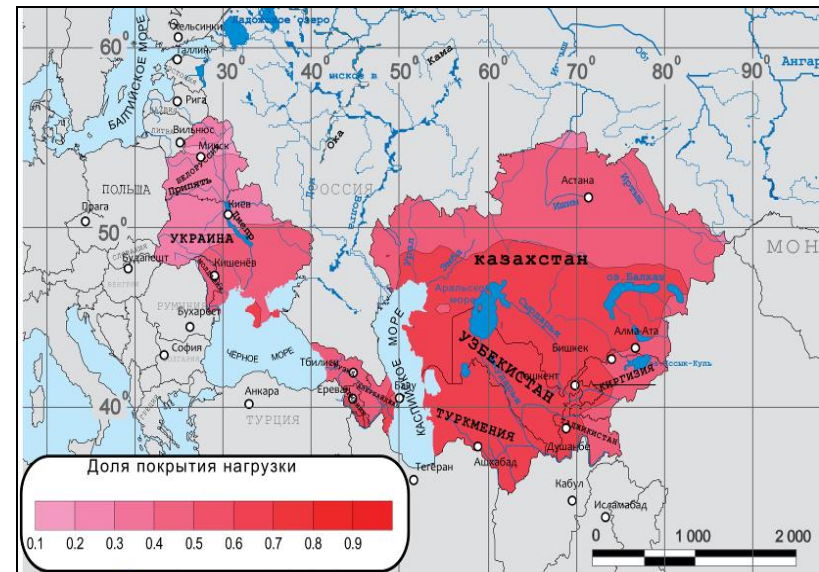 Хельсинки
Ладожское озеро
60°
60
70
80
90
30
40
50
Таллин
БАЛТИЙСКОЕ МОРЕ
Рига
Кама
Иртыш
Обь
Ангар
Вильнюс
Минск
БЕЛОРУССИЯ
Ока
ПОЛЬША
Припять
РОССИЯ
Дон
Волга
Астана
Ишим
Иртыш
Прага
Киев
Днепр
50
УКРАИНА
Урал
Эмба
казахстан
МОН
Будапешт
Кишенёв
РУМЫНИЯ
Аральское
море
оз.Балхаш
Бухарест
Сырдарья
Алма-Ата
София
ЧЕРНОЕ МОРЕ
Тбилиси
КАСПИЙСКОЕ МОРЕ
УЗБЕКИСТАН
Бишкек
Ташкент
КИРГИЗИЯ
40
Анкара
ТУРЦИЯ
Ереван
Баку
ТУРКМЕНИЯ
Ашхабад
Душанбе
Тегеран
Кабул
Исламабад
Доля покрытия нагрузки
0.1 0.2 0.3 0.4 0.5 0.6 0.7 0.8 0.9
0 1 000 2 000